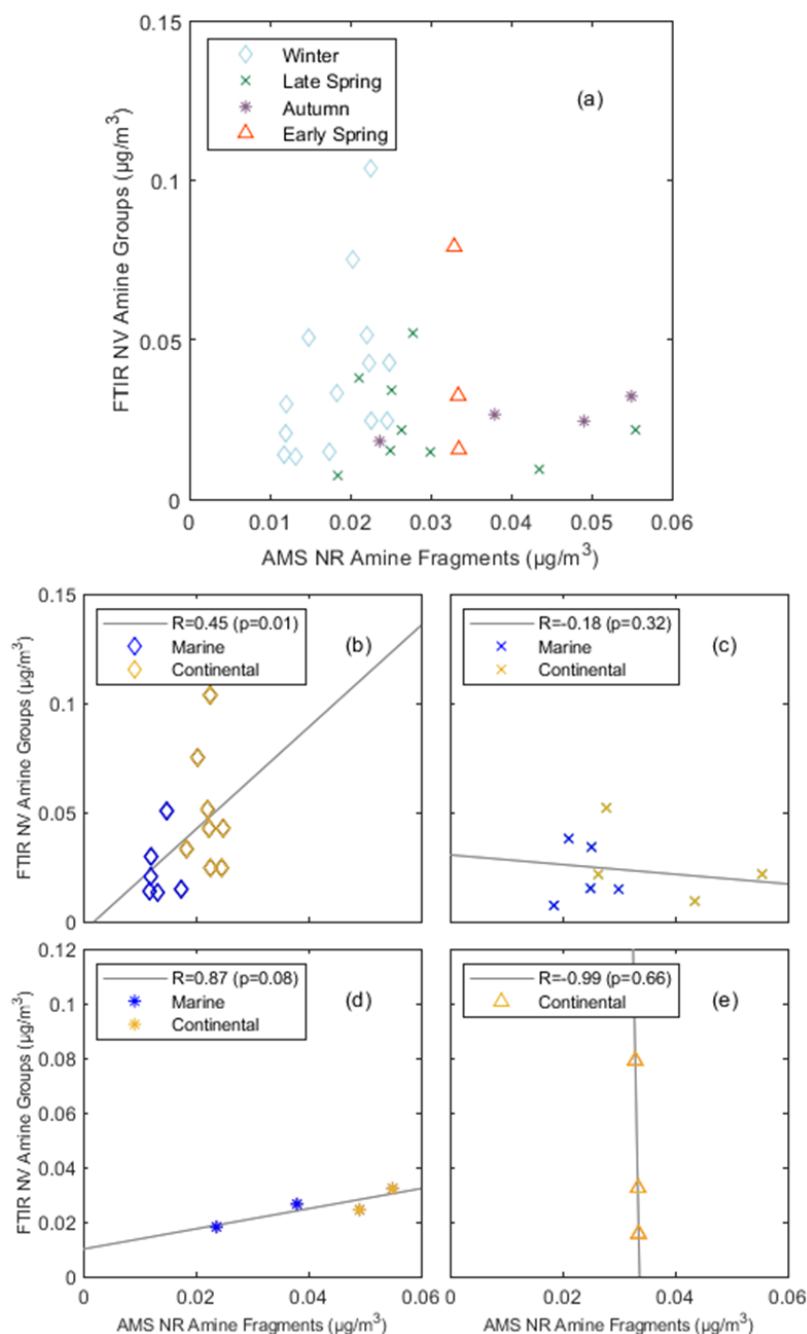 0.15
Winter
Late Spring
Autumn
Early Spring
(a)
0.1
0.05
0
FTIR NV Amine Groups (µg/m³)
0 0.01 0.02 0.03 0.04 0.05 0.06
AMS NR Amine Fragments (µg/m³)
0.15
R=0.45 (p=0.01)
Marine
Continental
(b)
0.1
0.05
0
FTIR NV Amine Groups (µg/m³)
R=-0.18 (p=0.32)
Marine
Continental
(c)
0.12
R=0.87 (p=0.08)
Marine
Continental
(d)
0.1
0.08
0.06
0.04
0.02
0
FTIR NV Amine Groups (µg/m³)
0 0.02 0.04 0.06
AMS NR Amine Fragments (µg/m³)
R=-0.99 (p=0.66)
Continental
(e)
0.02 0.04 0.06
AMS NR Amine Fragments (µg/m³)